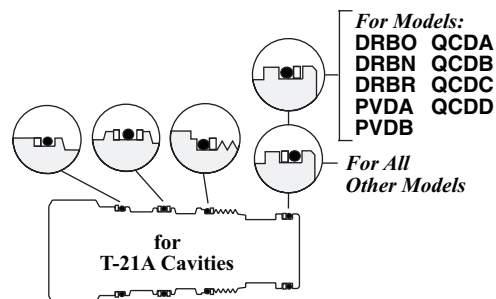 For Models:
DRBO QCDA
DRBN QCDB
DRBR QCDC
PVDA QCDD
PVDB
For All
Other Models
for
T-21A Cavities